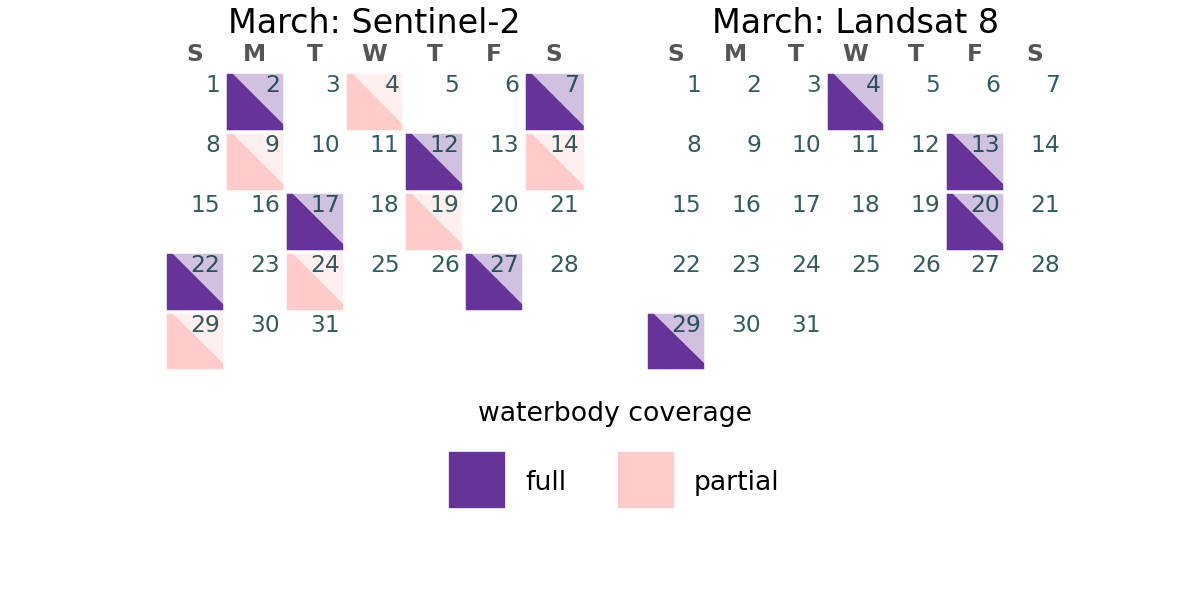 March: Sentinel-2
S M T W T F S
1 2 3 4 5 6 7
8 9 10 11 12 13 14
15 16 17 18 19 20 21
22 23 24 25 26 27 28
29 30 31
March: Landsat 8
S M T W T F S
1 2 3 4 5 6 7
8 9 10 11 12 13 14
15 16 17 18 19 20 21
22 23 24 25 26 27 28
29 30 31
waterbody coverage
full
partial